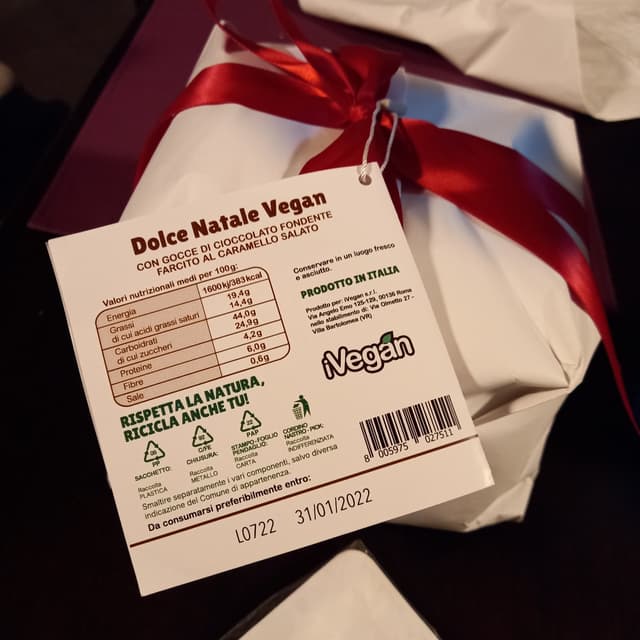 Dolce Natale Vegan
CON GOCCE DI CIOCCOLATO FONDENTE
FARCITO AL CARAMELLO SALATO
Valori nutrizionali medi per 100g:
Energia 1600kj/383kcal
Grassi 19,4g
di cui acidi grassi saturi 14,4g
Carboidrati 44,0g
di cui zuccheri 24,9g
Proteine 4,2g
Fibre 6,0g
Sale 0,6g
Conservare in un luogo fresco
e asciutto.
PRODOTTO IN ITALIA
Prodotto per: iVegan s.r.l.
Via Angelo Emo 125-129, 00136 Roma
nello stabilimento di: Via Olmetto 27 -
Villa Bartolomea (VR)
iVegan
RISPETTA LA NATURA,
RICICLA ANCHE TU!
PP
SACCHETTO:
Raccolta
PLASTICA
C/FE
CHIUSURA:
Raccolta
METALLO
22
PAP
STAMPO-FOGLIO
PENDAGLIO:
Raccolta
CARTA
CORDINO
NASTRO - PICK:
Raccolta
INDIFFERENZIATA
Smaltire separatamente i vari componenti, salvo diversa
indicazione del Comune di appartenenza.
Da consumarsi preferibilmente entro:
8 005975 027511
L0722 31/01/2022